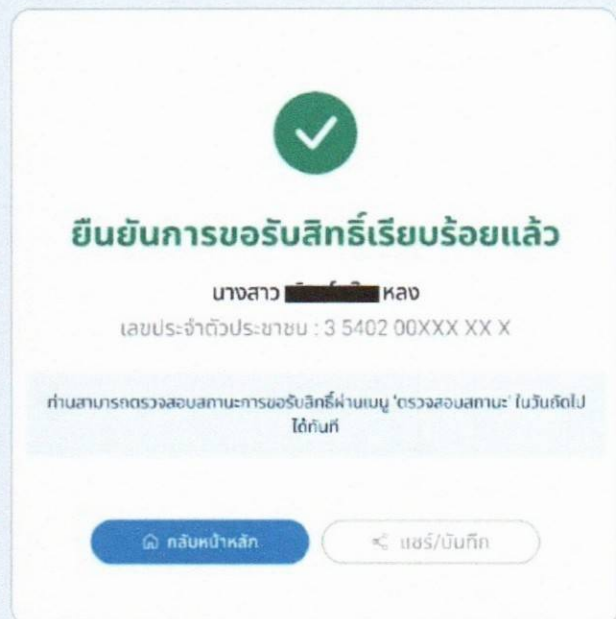 ยืนยันการขอรับสิทธิ์เรียบร้อยแล้ว
นางสาว หลง
เลขประจำตัวประชาชน : 3 5402 00XXX XX X
ท่านสามารถตรวจสอบสถานะการขอรับสิทธิ์ผ่านเมนู 'ตรวจสอบสถานะ' ในวันถัดไป
ได้ทันที
กลับหน้าหลัก
แชร์/บันทึก